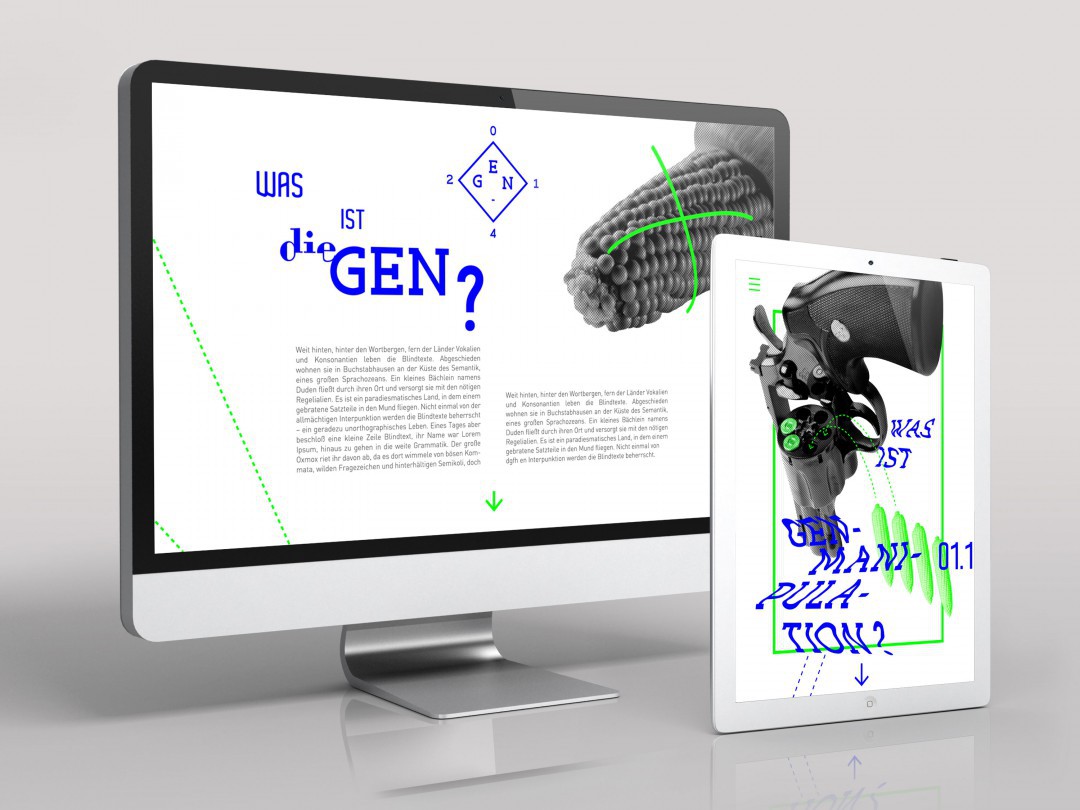 WAS
IST
die GEN?
0
2 G E N 1
-
4
Weit hinten, hinter den Wortbergen, fern der Länder Vokalien
und Konsonantien leben die Blindtexte. Abgeschieden
wohnen sie in Buchstabhausen an der Küste des Semantik,
eines großen Sprachozeans. Ein kleines Bächlein namens
Duden fließt durch ihren Ort und versorgt sie mit den nötigen
Regelialien. Es ist ein paradiesmatisches Land, in dem einem
gebratene Satzteile in den Mund fliegen. Nicht einmal von der
allmächtigen Interpunktion werden die Blindtexte beherrscht
– ein geradezu unorthographisches Leben. Eines Tages aber
beschloß eine kleine Zeile Blindtext, ihr Name war Lorem
Ipsum, hinaus zu gehen in die weite Grammatik. Der große
Oxmox riet ihr davon ab, da es dort wimmele von bösen Kom-
mata, wilden Fragezeichen und hinterhältigen Semikoli, doch
Weit hinten, hinter den Wortbergen, fern der Länder Vokalien
und Konsonantien leben die Blindtexte. Abgeschieden
wohnen sie in Buchstabhausen an der Küste des Semantik,
eines großen Sprachozeans. Ein kleines Bächlein namens
Duden fließt durch ihren Ort und versorgt sie mit den nötigen
Regelialien. Es ist ein paradiesmatisches Land, in dem einem
gebratene Satzteile in den Mund fliegen. Nicht einmal von
dgfh en Interpunktion werden die Blindtexte beherrscht.
WAS
IST
GEN-
MANI-
PULA-
TION?
01.1